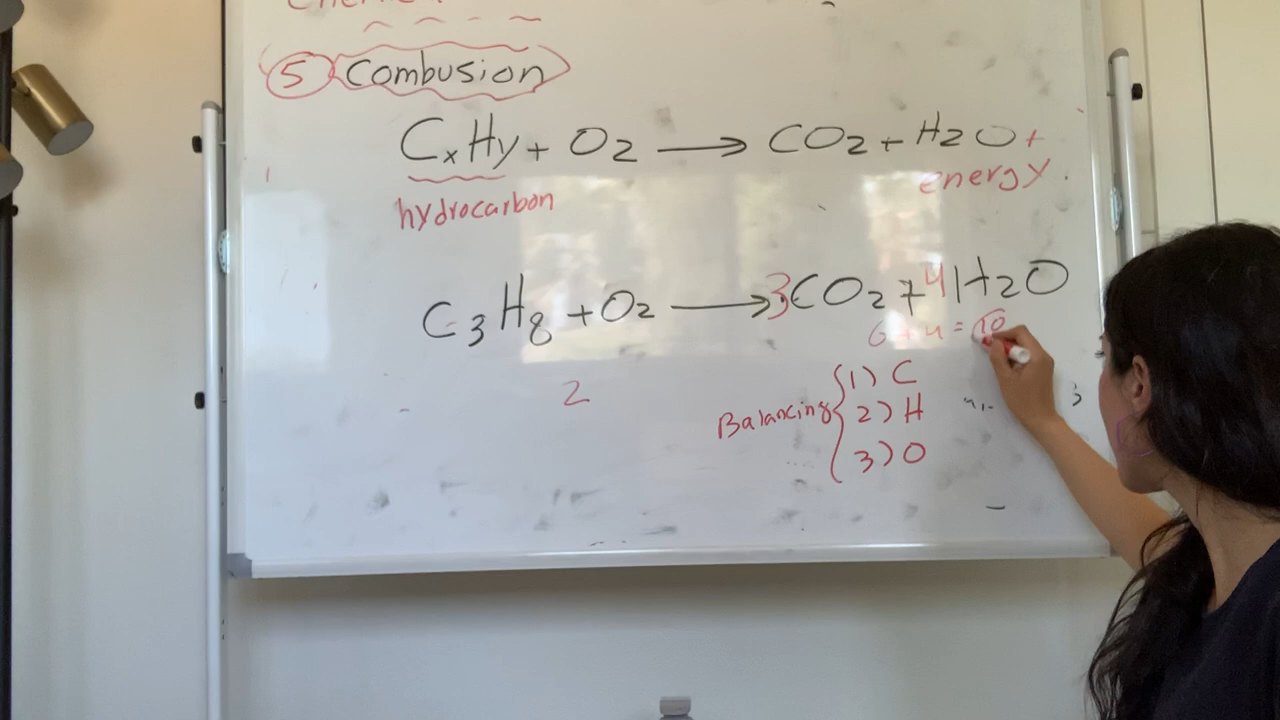 5 Combusion
CxHy + O2 → CO2 + H2O +
hydrocarbon
energy.
C3H8 + O2 → 3CO2 + 4H2O
6 + 4 = 10
2
Balancing { 1) C
2) H
3) O